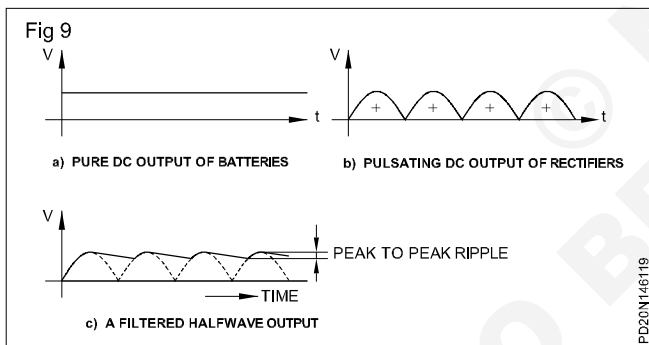 Fig 9
V
t
a) PURE DC OUTPUT OF BATTERIES
V
+ + + +
t
b) PULSATING DC OUTPUT OF RECTIFIERS
V
PEAK TO PEAK RIPPLE
TIME
c) A FILTERED HALFWAVE OUTPUT
PD20N146119